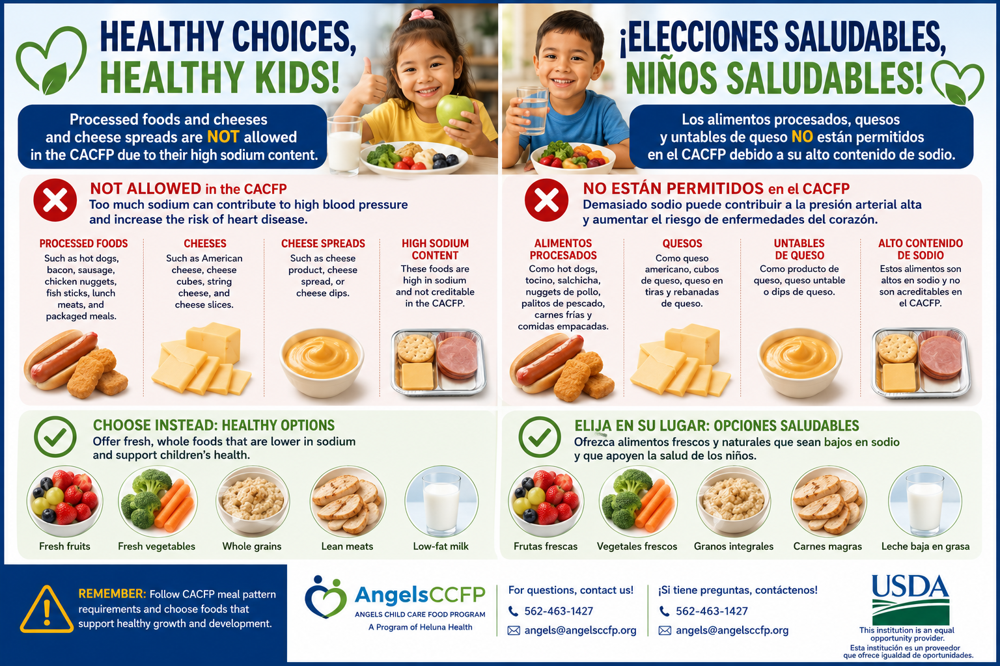 HEALTHY CHOICES,
HEALTHY KIDS!
Processed foods and cheeses
and cheese spreads are NOT allowed
in the CACFP due to their high sodium content.
NOT ALLOWED in the CACFP
Too much sodium can contribute to high blood pressure
and increase the risk of heart disease.
PROCESSED FOODS
Such as hot dogs,
bacon, sausage,
chicken nuggets,
fish sticks, lunch
meats, and
packaged meals.
CHEESES
Such as American
cheese, cheese
cubes, string
cheese, and
cheese slices.
CHEESE SPREADS
Such as cheese
product, cheese
spread, or
cheese dips.
HIGH SODIUM
CONTENT
These foods are
high in sodium
and not creditable
in the CACFP.
CHOOSE INSTEAD: HEALTHY OPTIONS
Offer fresh, whole foods that are lower in sodium
and support children's health.
Fresh fruits
Fresh vegetables
Whole grains
Lean meats
Low-fat milk
¡ELECCIONES SALUDABLES,
NIÑOS SALUDABLES!
Los alimentos procesados, quesos
y untables de queso NO están permitidos
en el CACFP debido a su alto contenido de sodio.
NO ESTÁN PERMITIDOS en el CACFP
Demasiado sodio puede contribuir a la presión arterial alta
y aumentar el riesgo de enfermedades del corazón.
ALIMENTOS
PROCESADOS
Como hot dogs,
tocino, salchicha,
nuggets de pollo,
palitos de pescado,
carnes frías y
comidas empacadas.
QUESOS
Como queso
americano, cubos
de queso, queso en
tiras y rebanadas
de queso.
UNTABLES
DE QUESO
Como producto de
queso, queso untable
o dips de queso.
ALTO CONTENIDO
DE SODIO
Estos alimentos son
altos en sodio y no
son acreditables en
el CACFP.
ELIJA EN SU LUGAR: OPCIONES SALUDABLES
Ofrezca alimentos frescos y naturales que sean bajos en sodio
y que apoyen la salud de los niños.
Frutas frescas
Vegetales frescos
Granos integrales
Carnes magras
Leche baja en grasa
REMEMBER: Follow CACFP meal pattern
requirements and choose foods that
support healthy growth and development.
AngelsCCFP
ANGELS CHILD CARE FOOD PROGRAM
A Program of Heluna Health
For questions, contact us!
562-463-1427
angels@angelsccfp.org
¡Si tiene preguntas, contáctenos!
562-463-1427
angels@angelsccfp.org
USDA
This institution is an equal
opportunity provider.
Esta institución es un proveedor
que ofrece igualdad de oportunidades.